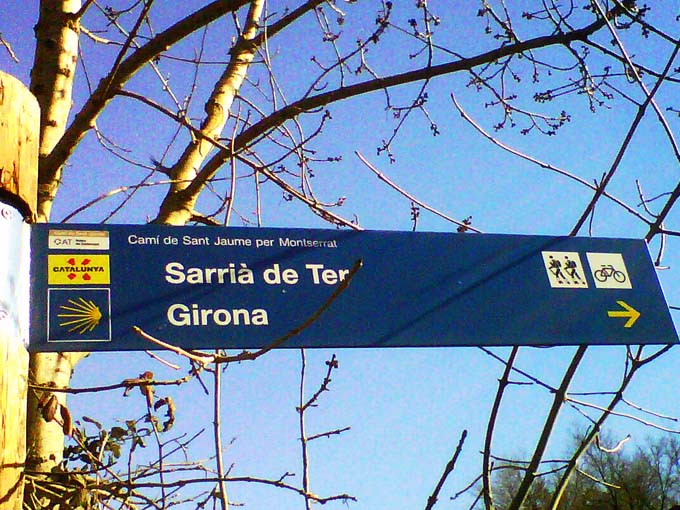 Camí de Sant Jaume per Montserrat
CAT
CATALUNYA
Sarrià de Ter
Girona